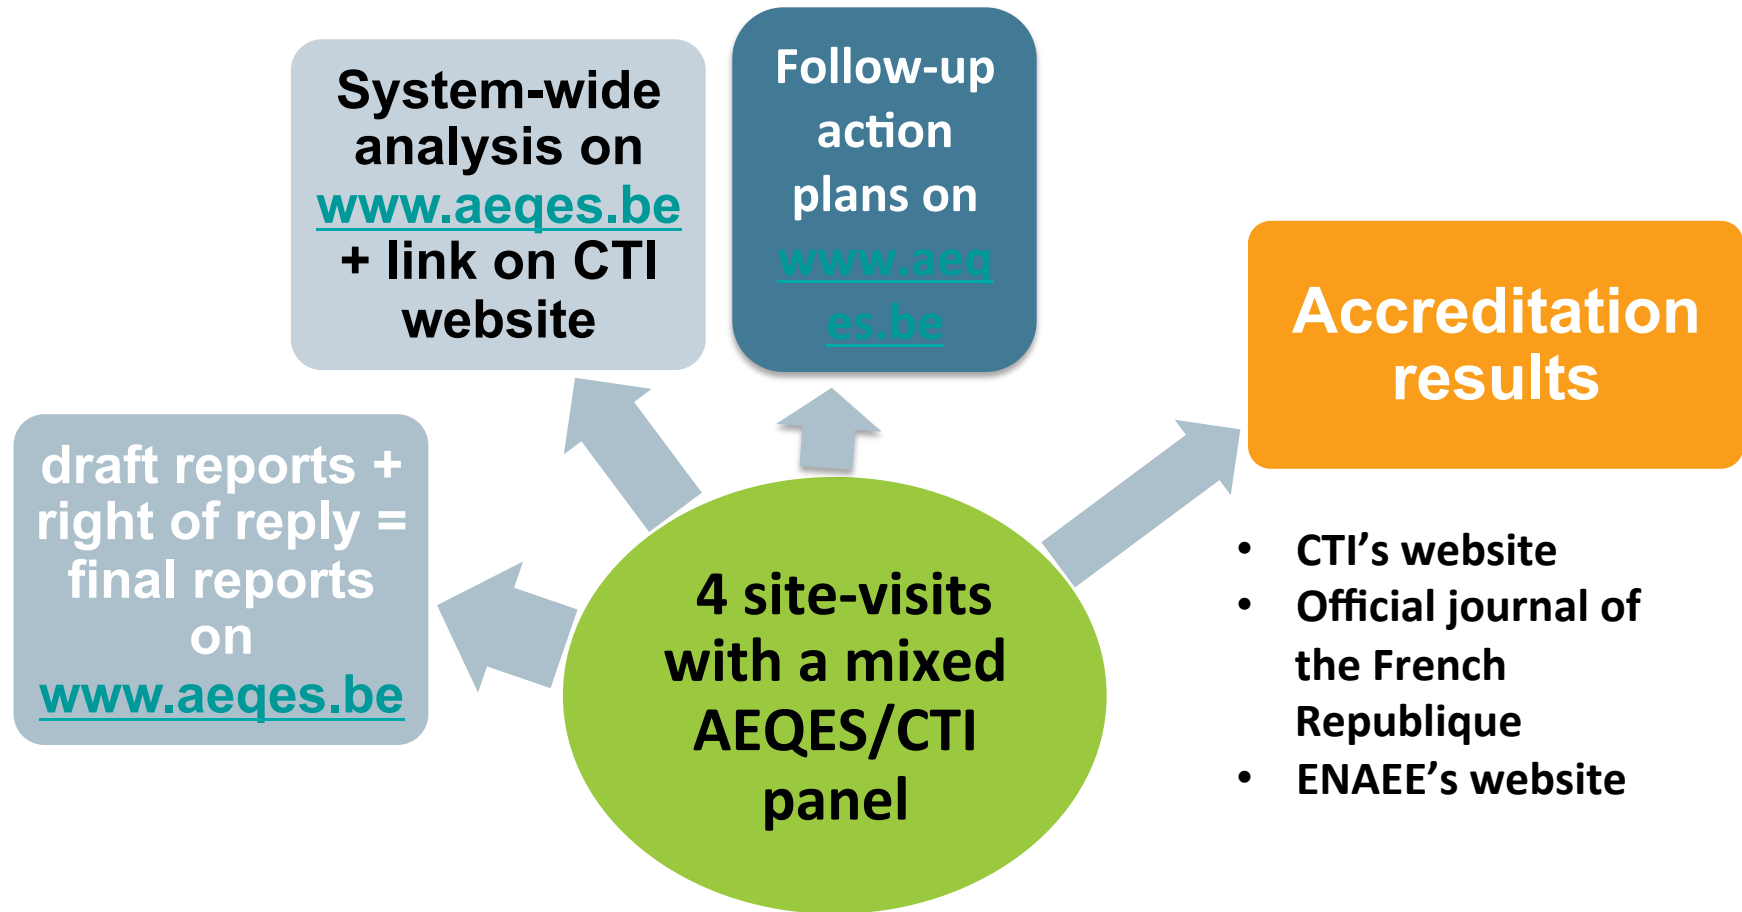 System-wide
analysis on
www.aeqes.be
+ link on CTI
website
Follow-up
action
plans on
www.aeq
es.be
Accreditation
results
draft reports +
right of reply =
final reports
on
www.aeqes.be
4 site-visits
with a mixed
AEQES/CTI
panel
• CTI’s website
• Official journal of
the French
Republique
• ENAEE’s website